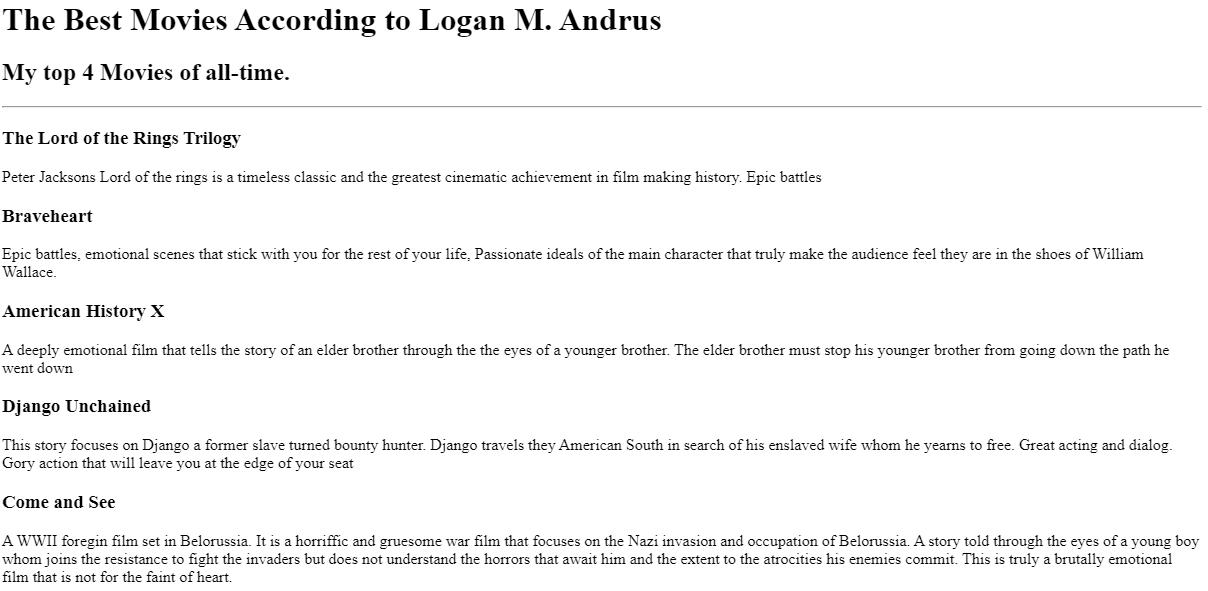 The Best Movies According to Logan M. Andrus
My top 4 Movies of all-time.
The Lord of the Rings Trilogy
Peter Jacksons Lord of the rings is a timeless classic and the greatest cinematic achievement in film making history. Epic battles
Braveheart
Epic battles, emotional scenes that stick with you for the rest of your life, Passionate ideals of the main character that truly make the audience feel they are in the shoes of William
Wallace.
American History X
A deeply emotional film that tells the story of an elder brother through the the eyes of a younger brother. The elder brother must stop his younger brother from going down the path he
went down
Django Unchained
This story focuses on Django a former slave turned bounty hunter. Django travels they American South in search of his enslaved wife whom he yearns to free. Great acting and dialog.
Gory action that will leave you at the edge of your seat
Come and See
A WWII foregin film set in Belorussia. It is a horriffic and gruesome war film that focuses on the Nazi invasion and occupation of Belorussia. A story told through the eyes of a young boy
whom joins the resistance to fight the invaders but does not understand the horrors that await him and the extent to the atrocities his enemies commit. This is truly a brutally emotional
film that is not for the faint of heart.